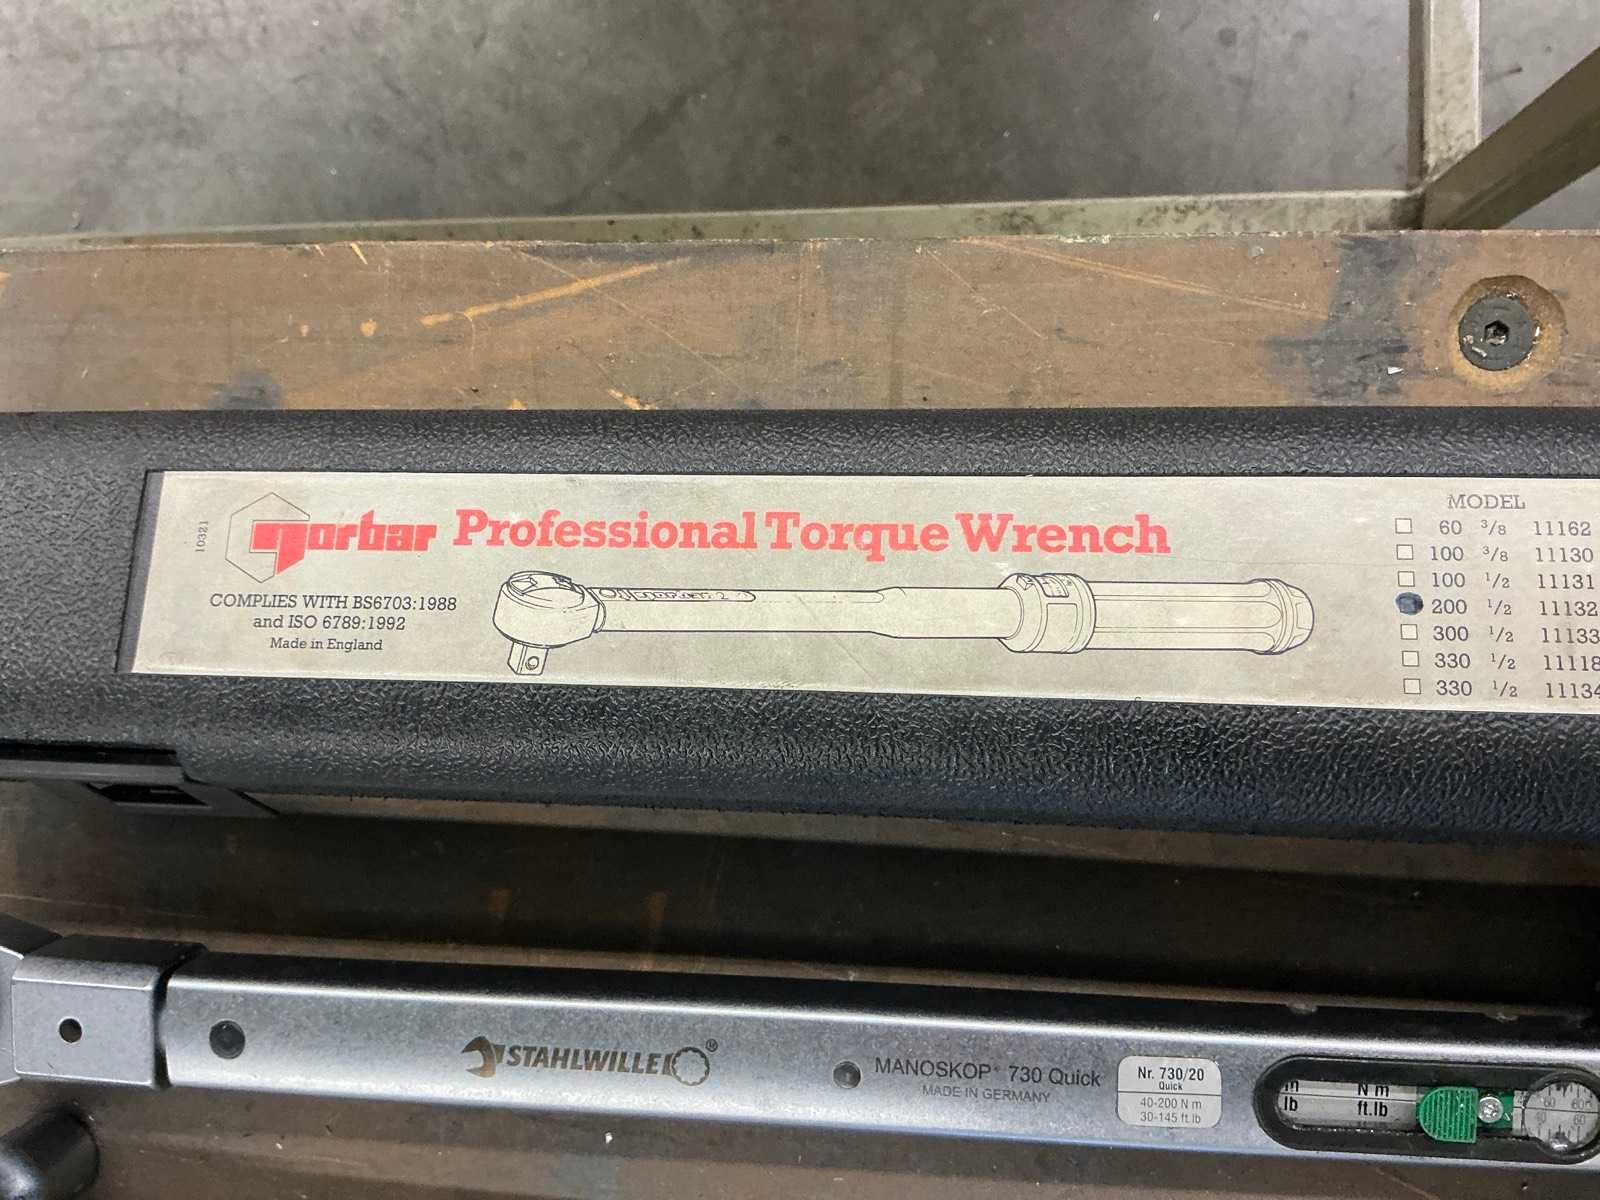 10321
norbar Professional Torque Wrench
COMPLIES WITH BS6703:1988
and ISO 6789:1992
Made in England
MODEL
60 3/8 11162
100 3/8 11130
100 1/2 11131
200 1/2 11132
300 1/2 11133
330 1/2 11118
330 1/2 11134
STAHLWILLE®
MANOSKOP® 730 Quick
MADE IN GERMANY
Nr. 730/20
Quick
40-200 N m
30-145 ft.lb
N m
lb ft.lb